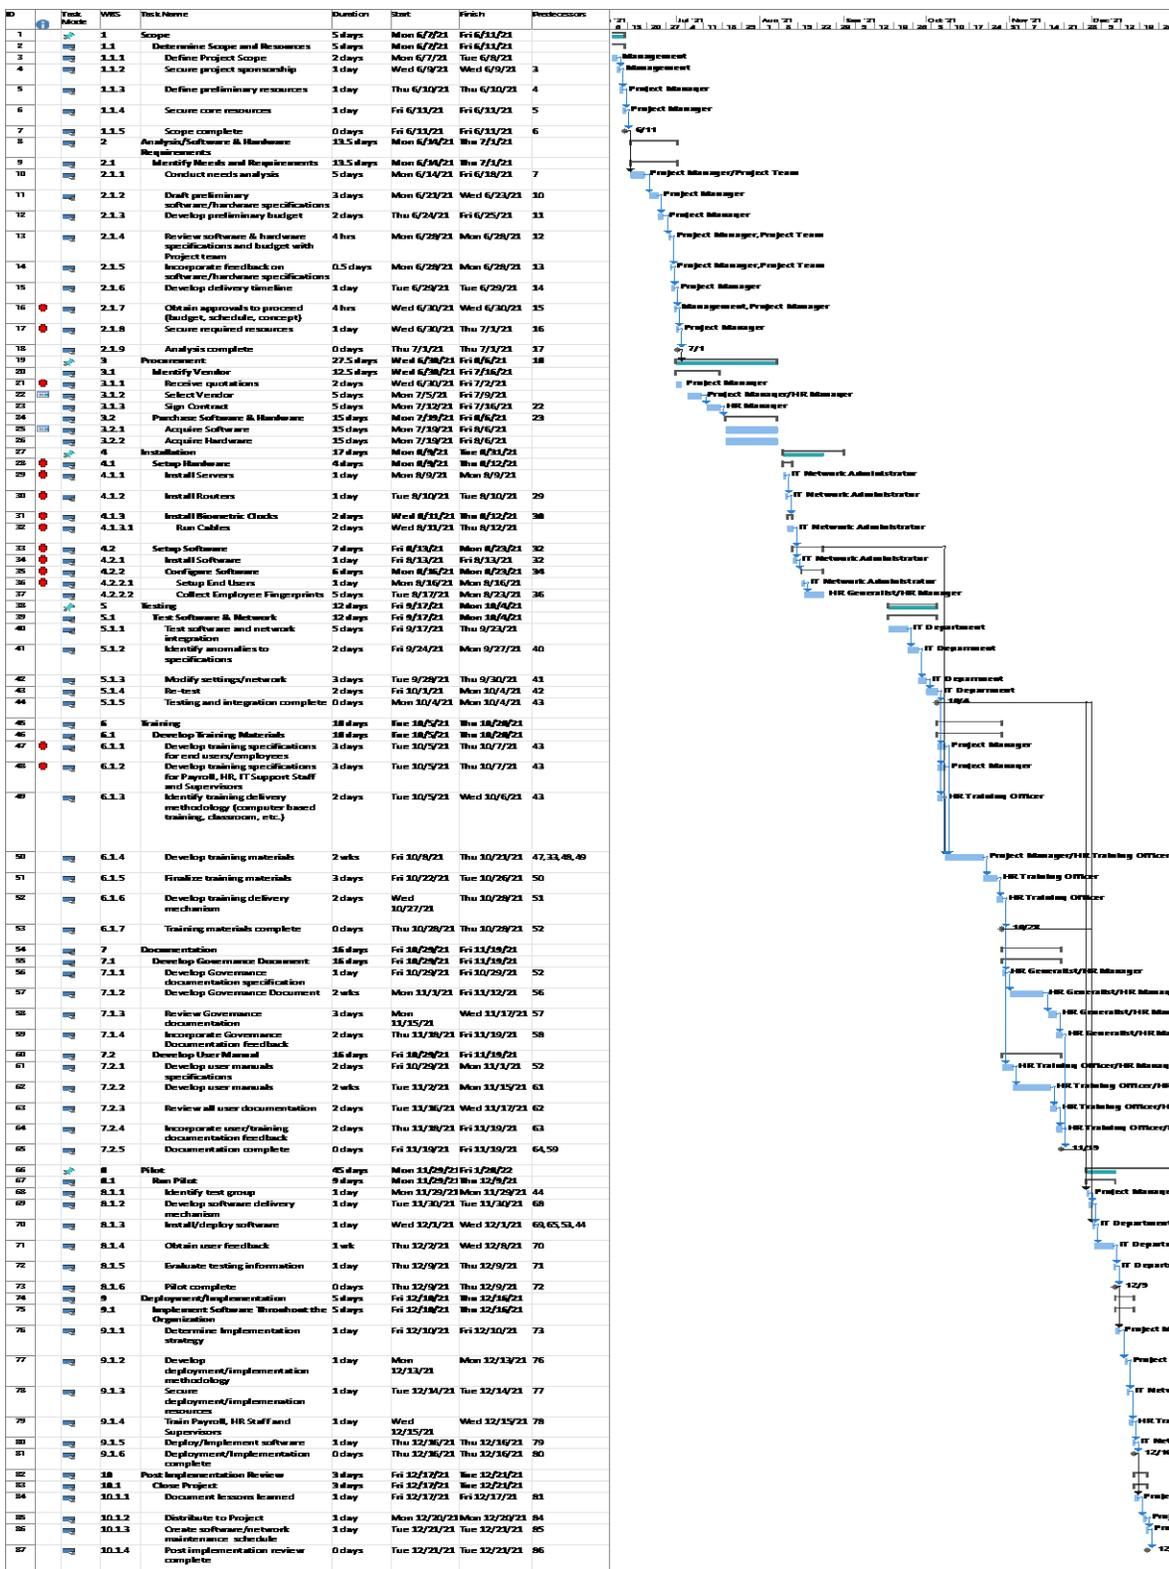 ID Task Mode WBS Task Name Duration Start Finish Predecessors
'21 Jul '21 Aug '21 Sep '21 Oct '21 Nov '21 Dec '21
1 1 Scope 5 days Mon 6/7/21 Fri 6/11/21
2 1.1 Determine Scope and Resources 5 days Mon 6/7/21 Fri 6/11/21
3 1.1.1 Define Project Scope 2 days Mon 6/7/21 Tue 6/8/21 Management
4 1.1.2 Secure project sponsorship 1 day Wed 6/9/21 Wed 6/9/21 3 Management
5 1.1.3 Define preliminary resources 1 day Thu 6/10/21 Thu 6/10/21 4 Project Manager
6 1.1.4 Secure core resources 1 day Fri 6/11/21 Fri 6/11/21 5 Project Manager
7 1.1.5 Scope complete 0 days Fri 6/11/21 Fri 6/11/21 6 6/11
8 2 Analysis/Software & Hardware Requirements 13.5 days Mon 6/14/21 Thu 7/1/21
9 2.1 Identify Needs and Requirements 13.5 days Mon 6/14/21 Thu 7/1/21
10 2.1.1 Conduct needs analysis 5 days Mon 6/14/21 Fri 6/18/21 7 Project Manager/Project Team
11 2.1.2 Draft preliminary software/hardware specifications 3 days Mon 6/21/21 Wed 6/23/21 10 Project Manager
12 2.1.3 Develop preliminary budget 2 days Thu 6/24/21 Fri 6/25/21 11 Project Manager
13 2.1.4 Review software & hardware specifications and budget with Project team 4 hrs Mon 6/28/21 Mon 6/28/21 12 Project Manager,Project Team
14 2.1.5 Incorporate feedback on software/hardware specifications 0.5 days Mon 6/28/21 Mon 6/28/21 13 Project Manager,Project Team
15 2.1.6 Develop delivery timeline 1 day Tue 6/29/21 Tue 6/29/21 14 Project Manager
16 2.1.7 Obtain approvals to proceed (budget, schedule, concept) 4 hrs Wed 6/30/21 Wed 6/30/21 15 Management,Project Manager
17 2.1.8 Secure required resources 1 day Wed 6/30/21 Thu 7/1/21 16 Project Manager
18 2.1.9 Analysis complete 0 days Thu 7/1/21 Thu 7/1/21 17 7/1
19 3 Procurement 27.5 days Wed 6/30/21 Fri 8/6/21 18
20 3.1 Identify Vendor 12.5 days Wed 6/30/21 Fri 7/16/21
21 3.1.1 Receive quotations 2 days Wed 6/30/21 Fri 7/2/21 Project Manager
22 3.1.2 Select Vendor 5 days Mon 7/5/21 Fri 7/9/21 Project Manager/HR Manager
23 3.1.3 Sign Contract 5 days Mon 7/12/21 Fri 7/16/21 22 HR Manager
24 3.2 Purchase Software & Hardware 15 days Mon 7/19/21 Fri 8/6/21 23
25 3.2.1 Acquire Software 15 days Mon 7/19/21 Fri 8/6/21
26 3.2.2 Acquire Hardware 15 days Mon 7/19/21 Fri 8/6/21
27 4 Installation 17 days Mon 8/9/21 Tue 8/31/21
28 4.1 Setup Hardware 4 days Mon 8/9/21 Thu 8/12/21
29 4.1.1 Install Servers 1 day Mon 8/9/21 Mon 8/9/21 IT Network Administrator
30 4.1.2 Install Routers 1 day Tue 8/10/21 Tue 8/10/21 29 IT Network Administrator
31 4.1.3 Install Biometric Clocks 2 days Wed 8/11/21 Thu 8/12/21 30
32 4.1.3.1 Run Cables 2 days Wed 8/11/21 Thu 8/12/21 IT Network Administrator
33 4.2 Setup Software 7 days Fri 8/13/21 Mon 8/23/21 32
34 4.2.1 Install Software 1 day Fri 8/13/21 Fri 8/13/21 32 IT Network Administrator
35 4.2.2 Configure Software 6 days Mon 8/16/21 Mon 8/23/21 34
36 4.2.2.1 Setup End Users 1 day Mon 8/16/21 Mon 8/16/21 IT Network Administrator
37 4.2.2.2 Collect Employee Fingerprints 5 days Tue 8/17/21 Mon 8/23/21 36 HR Generalist/HR Manager
38 5 Testing 12 days Fri 9/17/21 Mon 10/4/21
39 5.1 Test Software & Network 12 days Fri 9/17/21 Mon 10/4/21
40 5.1.1 Test software and network integration 5 days Fri 9/17/21 Thu 9/23/21 IT Department
41 5.1.2 Identify anomalies to specifications 2 days Fri 9/24/21 Mon 9/27/21 40 IT Department
42 5.1.3 Modify settings/network 3 days Tue 9/28/21 Thu 9/30/21 41 IT Department
43 5.1.4 Re-test 2 days Fri 10/1/21 Mon 10/4/21 42 IT Department
44 5.1.5 Testing and integration complete 0 days Mon 10/4/21 Mon 10/4/21 43 10/4
45 6 Training 18 days Tue 10/5/21 Thu 10/28/21
46 6.1 Develop Training Materials 18 days Tue 10/5/21 Thu 10/28/21
47 6.1.1 Develop training specifications for end users/employees 3 days Tue 10/5/21 Thu 10/7/21 43 Project Manager
48 6.1.2 Develop training specifications for Payroll, HR, IT Support Staff and Supervisors 3 days Tue 10/5/21 Thu 10/7/21 43 Project Manager
49 6.1.3 Identify training delivery methodology (computer based training, classroom, etc.) 2 days Tue 10/5/21 Wed 10/6/21 43 HR Training Officer
50 6.1.4 Develop training materials 2 wks Fri 10/8/21 Thu 10/21/21 47,33,48,49 Project Manager/HR Training Officer
51 6.1.5 Finalize training materials 3 days Fri 10/22/21 Tue 10/26/21 50 HR Training Officer
52 6.1.6 Develop training delivery mechanism 2 days Wed 10/27/21 Thu 10/28/21 51 HR Training Officer
53 6.1.7 Training materials complete 0 days Thu 10/28/21 Thu 10/28/21 52 10/28
54 7 Documentation 16 days Fri 10/29/21 Fri 11/19/21
55 7.1 Develop Governance Document 16 days Fri 10/29/21 Fri 11/19/21
56 7.1.1 Develop Governance documentation specification 1 day Fri 10/29/21 Fri 10/29/21 52 HR Generalist/HR Manager
57 7.1.2 Develop Governance Document 2 wks Mon 11/1/21 Fri 11/12/21 56 HR Generalist/HR Manag
58 7.1.3 Review Governance documentation 3 days Mon 11/15/21 Wed 11/17/21 57 HR Generalist/HR Ma
59 7.1.4 Incorporate Governance Documentation feedback 2 days Thu 11/18/21 Fri 11/19/21 58 HR Generalist/HR M
60 7.2 Develop User Manual 16 days Fri 10/29/21 Fri 11/19/21
61 7.2.1 Develop user manuals specifications 2 days Fri 10/29/21 Mon 11/1/21 52 HR Training Officer/HR Manage
62 7.2.2 Develop user manuals 2 wks Tue 11/2/21 Mon 11/15/21 61 HR Training Officer/HR
63 7.2.3 Review all user documentation 2 days Tue 11/16/21 Wed 11/17/21 62 HR Training Officer/H
64 7.2.4 Incorporate user/training documentation feedback 2 days Thu 11/18/21 Fri 11/19/21 63 HR Training Officer/
65 7.2.5 Documentation complete 0 days Fri 11/19/21 Fri 11/19/21 64,59 11/19
66 8 Pilot 45 days Mon 11/29/21 Fri 1/28/22
67 8.1 Run Pilot 9 days Mon 11/29/21 Thu 12/9/21
68 8.1.1 Identify test group 1 day Mon 11/29/21 Mon 11/29/21 44 Project Manag
69 8.1.2 Develop software delivery mechanism 1 day Tue 11/30/21 Tue 11/30/21 68
70 8.1.3 Install/deploy software 1 day Wed 12/1/21 Wed 12/1/21 69,65,53,44 IT Department
71 8.1.4 Obtain user feedback 1 wk Thu 12/2/21 Wed 12/8/21 70 IT Depart
72 8.1.5 Evaluate testing information 1 day Thu 12/9/21 Thu 12/9/21 71 IT Depart
73 8.1.6 Pilot complete 0 days Thu 12/9/21 Thu 12/9/21 72 12/9
74 9 Deployment/Implementation 5 days Fri 12/10/21 Thu 12/16/21
75 9.1 Implement Software Throughout the Organization 5 days Fri 12/10/21 Thu 12/16/21
76 9.1.1 Determine Implementation strategy 1 day Fri 12/10/21 Fri 12/10/21 73 Project M
77 9.1.2 Develop deployment/implementation methodology 1 day Mon 12/13/21 Mon 12/13/21 76 Project
78 9.1.3 Secure deployment/implemenation resources 1 day Tue 12/14/21 Tue 12/14/21 77 IT Netw
79 9.1.4 Train Payroll, HR Staff and Supervisors 1 day Wed 12/15/21 Wed 12/15/21 78 HR Tra
80 9.1.5 Deploy/Implement software 1 day Thu 12/16/21 Thu 12/16/21 79 IT Net
81 9.1.6 Deployment/Implementation complete 0 days Thu 12/16/21 Thu 12/16/21 80 12/16
82 10 Post Implementation Review 3 days Fri 12/17/21 Tue 12/21/21
83 10.1 Close Project 3 days Fri 12/17/21 Tue 12/21/21
84 10.1.1 Document lessons learned 1 day Fri 12/17/21 Fri 12/17/21 81 Proje
85 10.1.2 Distribute to Project 1 day Mon 12/20/21 Mon 12/20/21 84
86 10.1.3 Create software/network maintenance schedule 1 day Tue 12/21/21 Tue 12/21/21 85 Pro
87 10.1.4 Post implementation review complete 0 days Tue 12/21/21 Tue 12/21/21 86 12